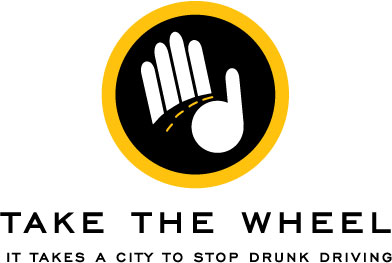 TAKE THE WHEEL
IT TAKES A CITY TO STOP DRUNK DRIVING